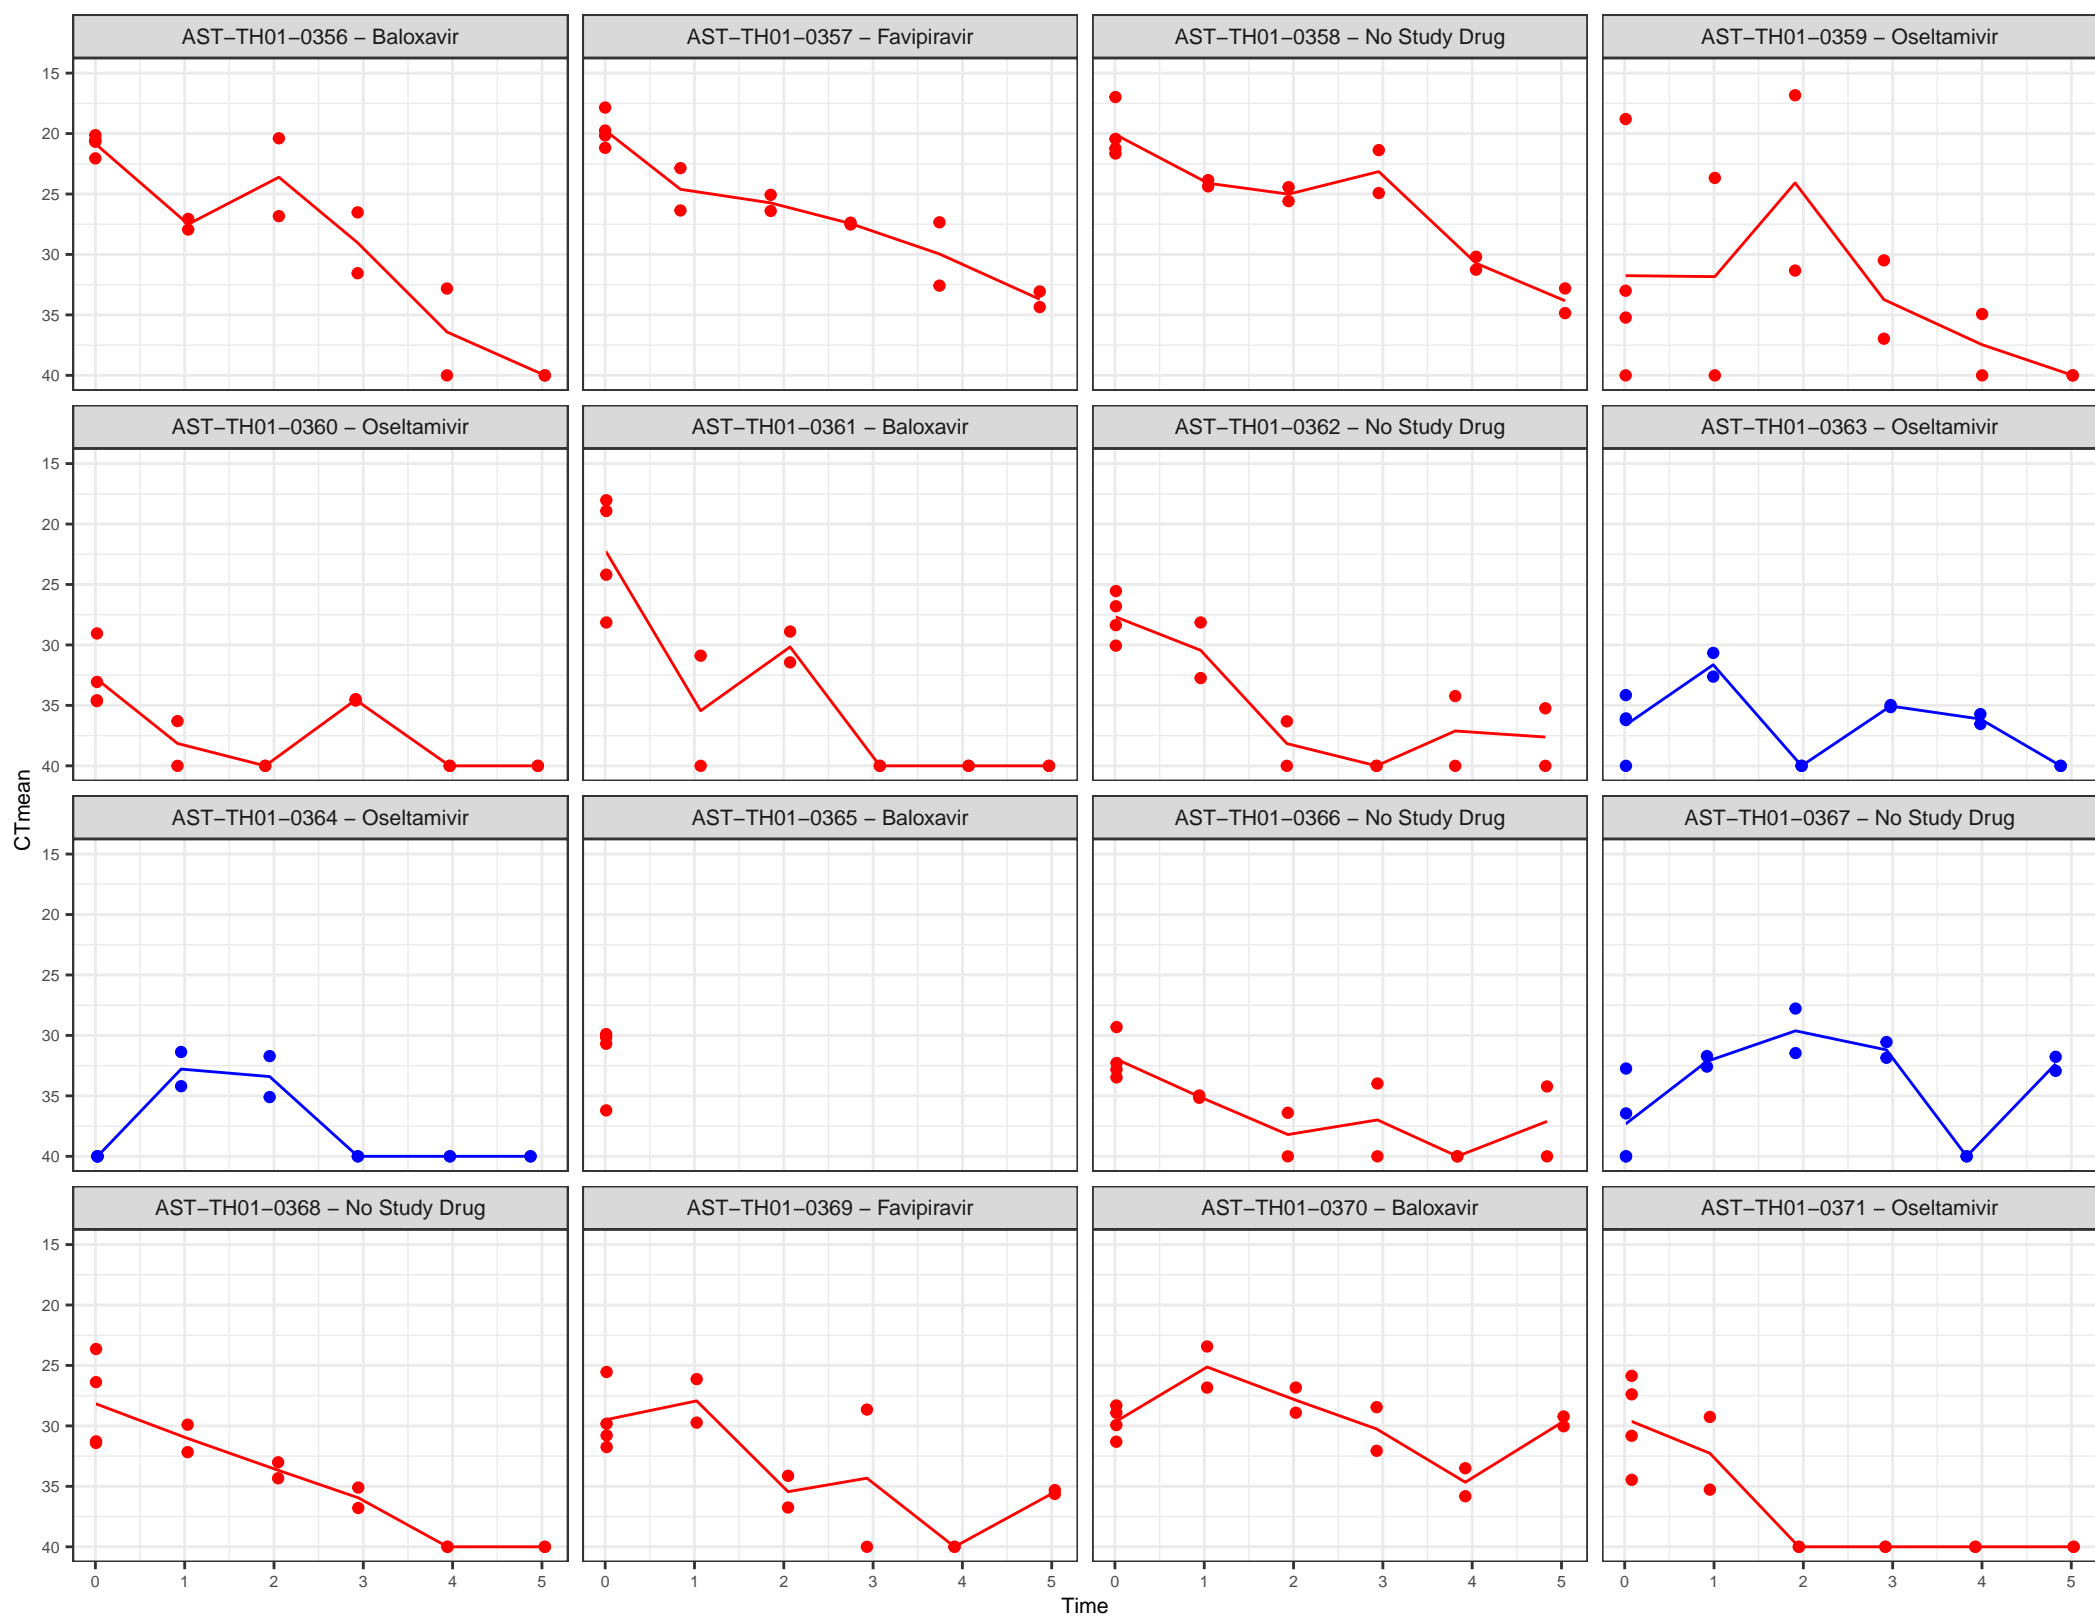 AST−TH01−0356 − Baloxavir
AST−TH01−0357 − Favipiravir
AST−TH01−0358 − No Study Drug
AST−TH01−0359 − Oseltamivir
15
20
25
30
35
40
AST−TH01−0360 − Oseltamivir
AST−TH01−0361 − Baloxavir
AST−TH01−0362 − No Study Drug
AST−TH01−0363 − Oseltamivir
15
20
25
30
35
40
CTmean
AST−TH01−0364 − Oseltamivir
AST−TH01−0365 − Baloxavir
AST−TH01−0366 − No Study Drug
AST−TH01−0367 − No Study Drug
15
20
25
30
35
40
AST−TH01−0368 − No Study Drug
AST−TH01−0369 − Favipiravir
AST−TH01−0370 − Baloxavir
AST−TH01−0371 − Oseltamivir
15
20
25
30
35
40
0 1 2 3 4 5
0 1 2 3 4 5
0 1 2 3 4 5
0 1 2 3 4 5
Time